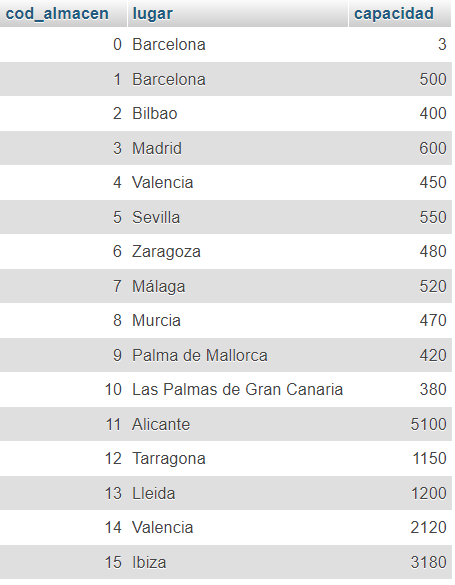 cod_almacen lugar capacidad
0 Barcelona 3
1 Barcelona 500
2 Bilbao 400
3 Madrid 600
4 Valencia 450
5 Sevilla 550
6 Zaragoza 480
7 Málaga 520
8 Murcia 470
9 Palma de Mallorca 420
10 Las Palmas de Gran Canaria 380
11 Alicante 5100
12 Tarragona 1150
13 Lleida 1200
14 Valencia 2120
15 Ibiza 3180